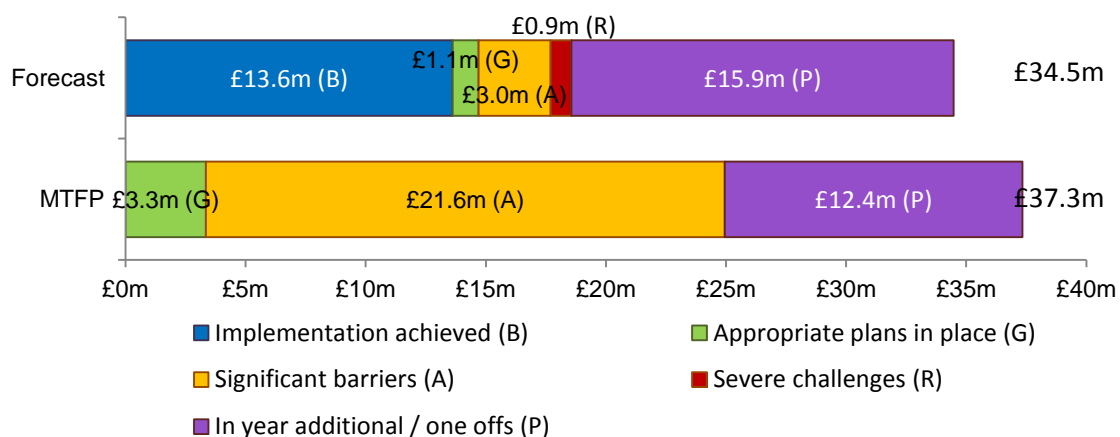 £0.9m (R)
£1.1m (G)
Forecast £13.6m (B) £3.0m (A) £15.9m (P) £34.5m
MTFP £3.3m (G) £21.6m (A) £12.4m (P) £37.3m
£0m £5m £10m £15m £20m £25m £30m £35m £40m
Implementation achieved (B) Appropriate plans in place (G)
Significant barriers (A) Severe challenges (R)
In year additional / one offs (P)